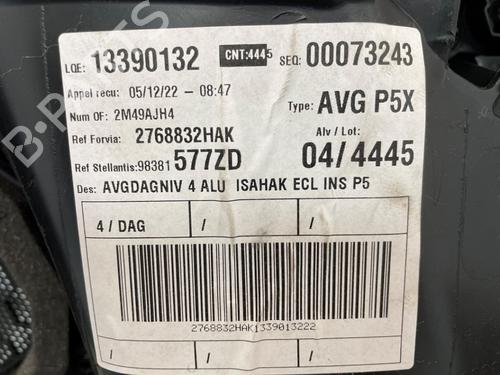 LQE: 13390132 CNT:4445 SEQ: 00073243
Appel recu: 05/12/22 – 08:47
Num OF: 2M49AJH4 Type: AVG P5X
Ref Forvia: 2768832HAK Alv / Lot:
Ref Stellantis:98381 577ZD 04/4445
Des: AVGDAGNIV 4 ALU ISAHAK ECL INS P5
4 / DAG / /
2768832HAK1339013222
/ / /